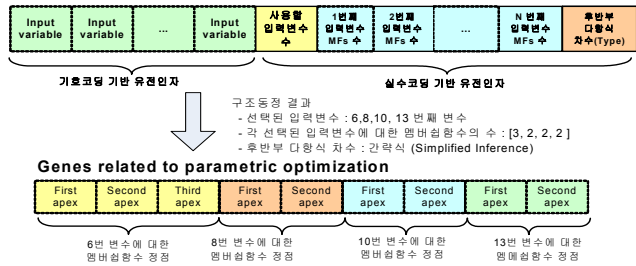 Input variable
Input variable
...
Input variable
사용할 입력변수 수
1번째 입력변수 MFs 수
2번째 입력변수 MFs 수
...
N 번째 입력변수 MFs 수
후반부 다항식 차수(Type)
기호코딩 기반 유전인자
실수코딩 기반 유전인자
구조동정 결과
- 선택된 입력변수 : 6,8,10, 13 번째 변수
- 각 선택된 입력변수에 대한 멤버쉽함수의 수 : [3, 2, 2, 2 ]
- 후반부 다항식 차수 : 간략식 (Simplified Inference)
Genes related to parametric optimization
First apex
Second apex
Third apex
First apex
Second apex
First apex
Second apex
First apex
Second apex
6번 변수에 대한
멤버쉽함수 정점
8번 변수에 대한
멤버쉽함수 정점
10번 변수에 대한
멤버쉽함수 정점
13번 변수에 대한
멤메쉽함수 정점